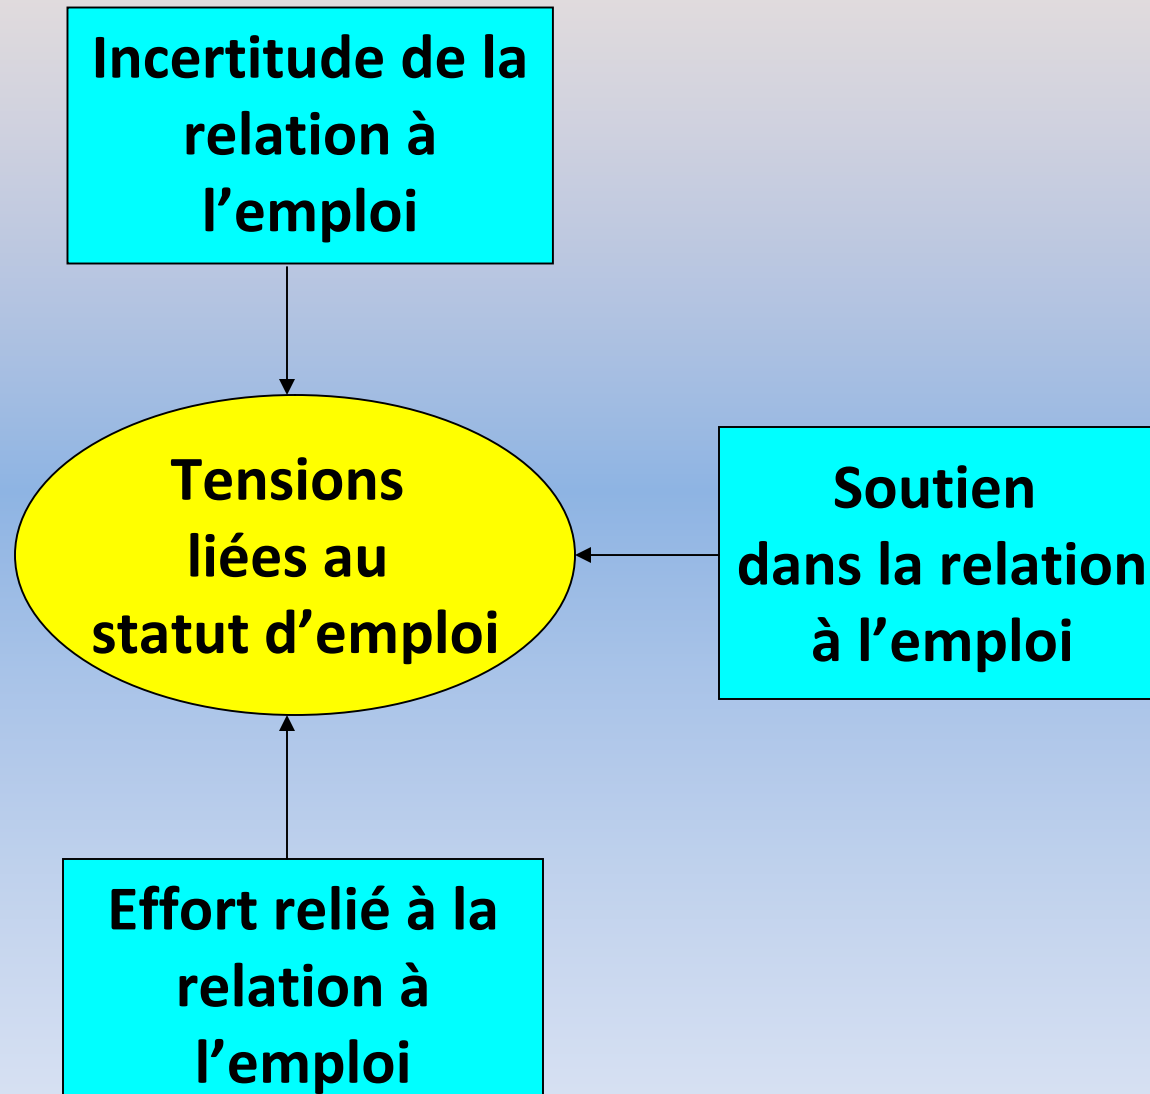 Incertitude de la
relation à
l’emploi
Tensions
liées au
statut d’emploi
Soutien
dans la relation
à l’emploi
Effort relié à la
relation à
l’emploi